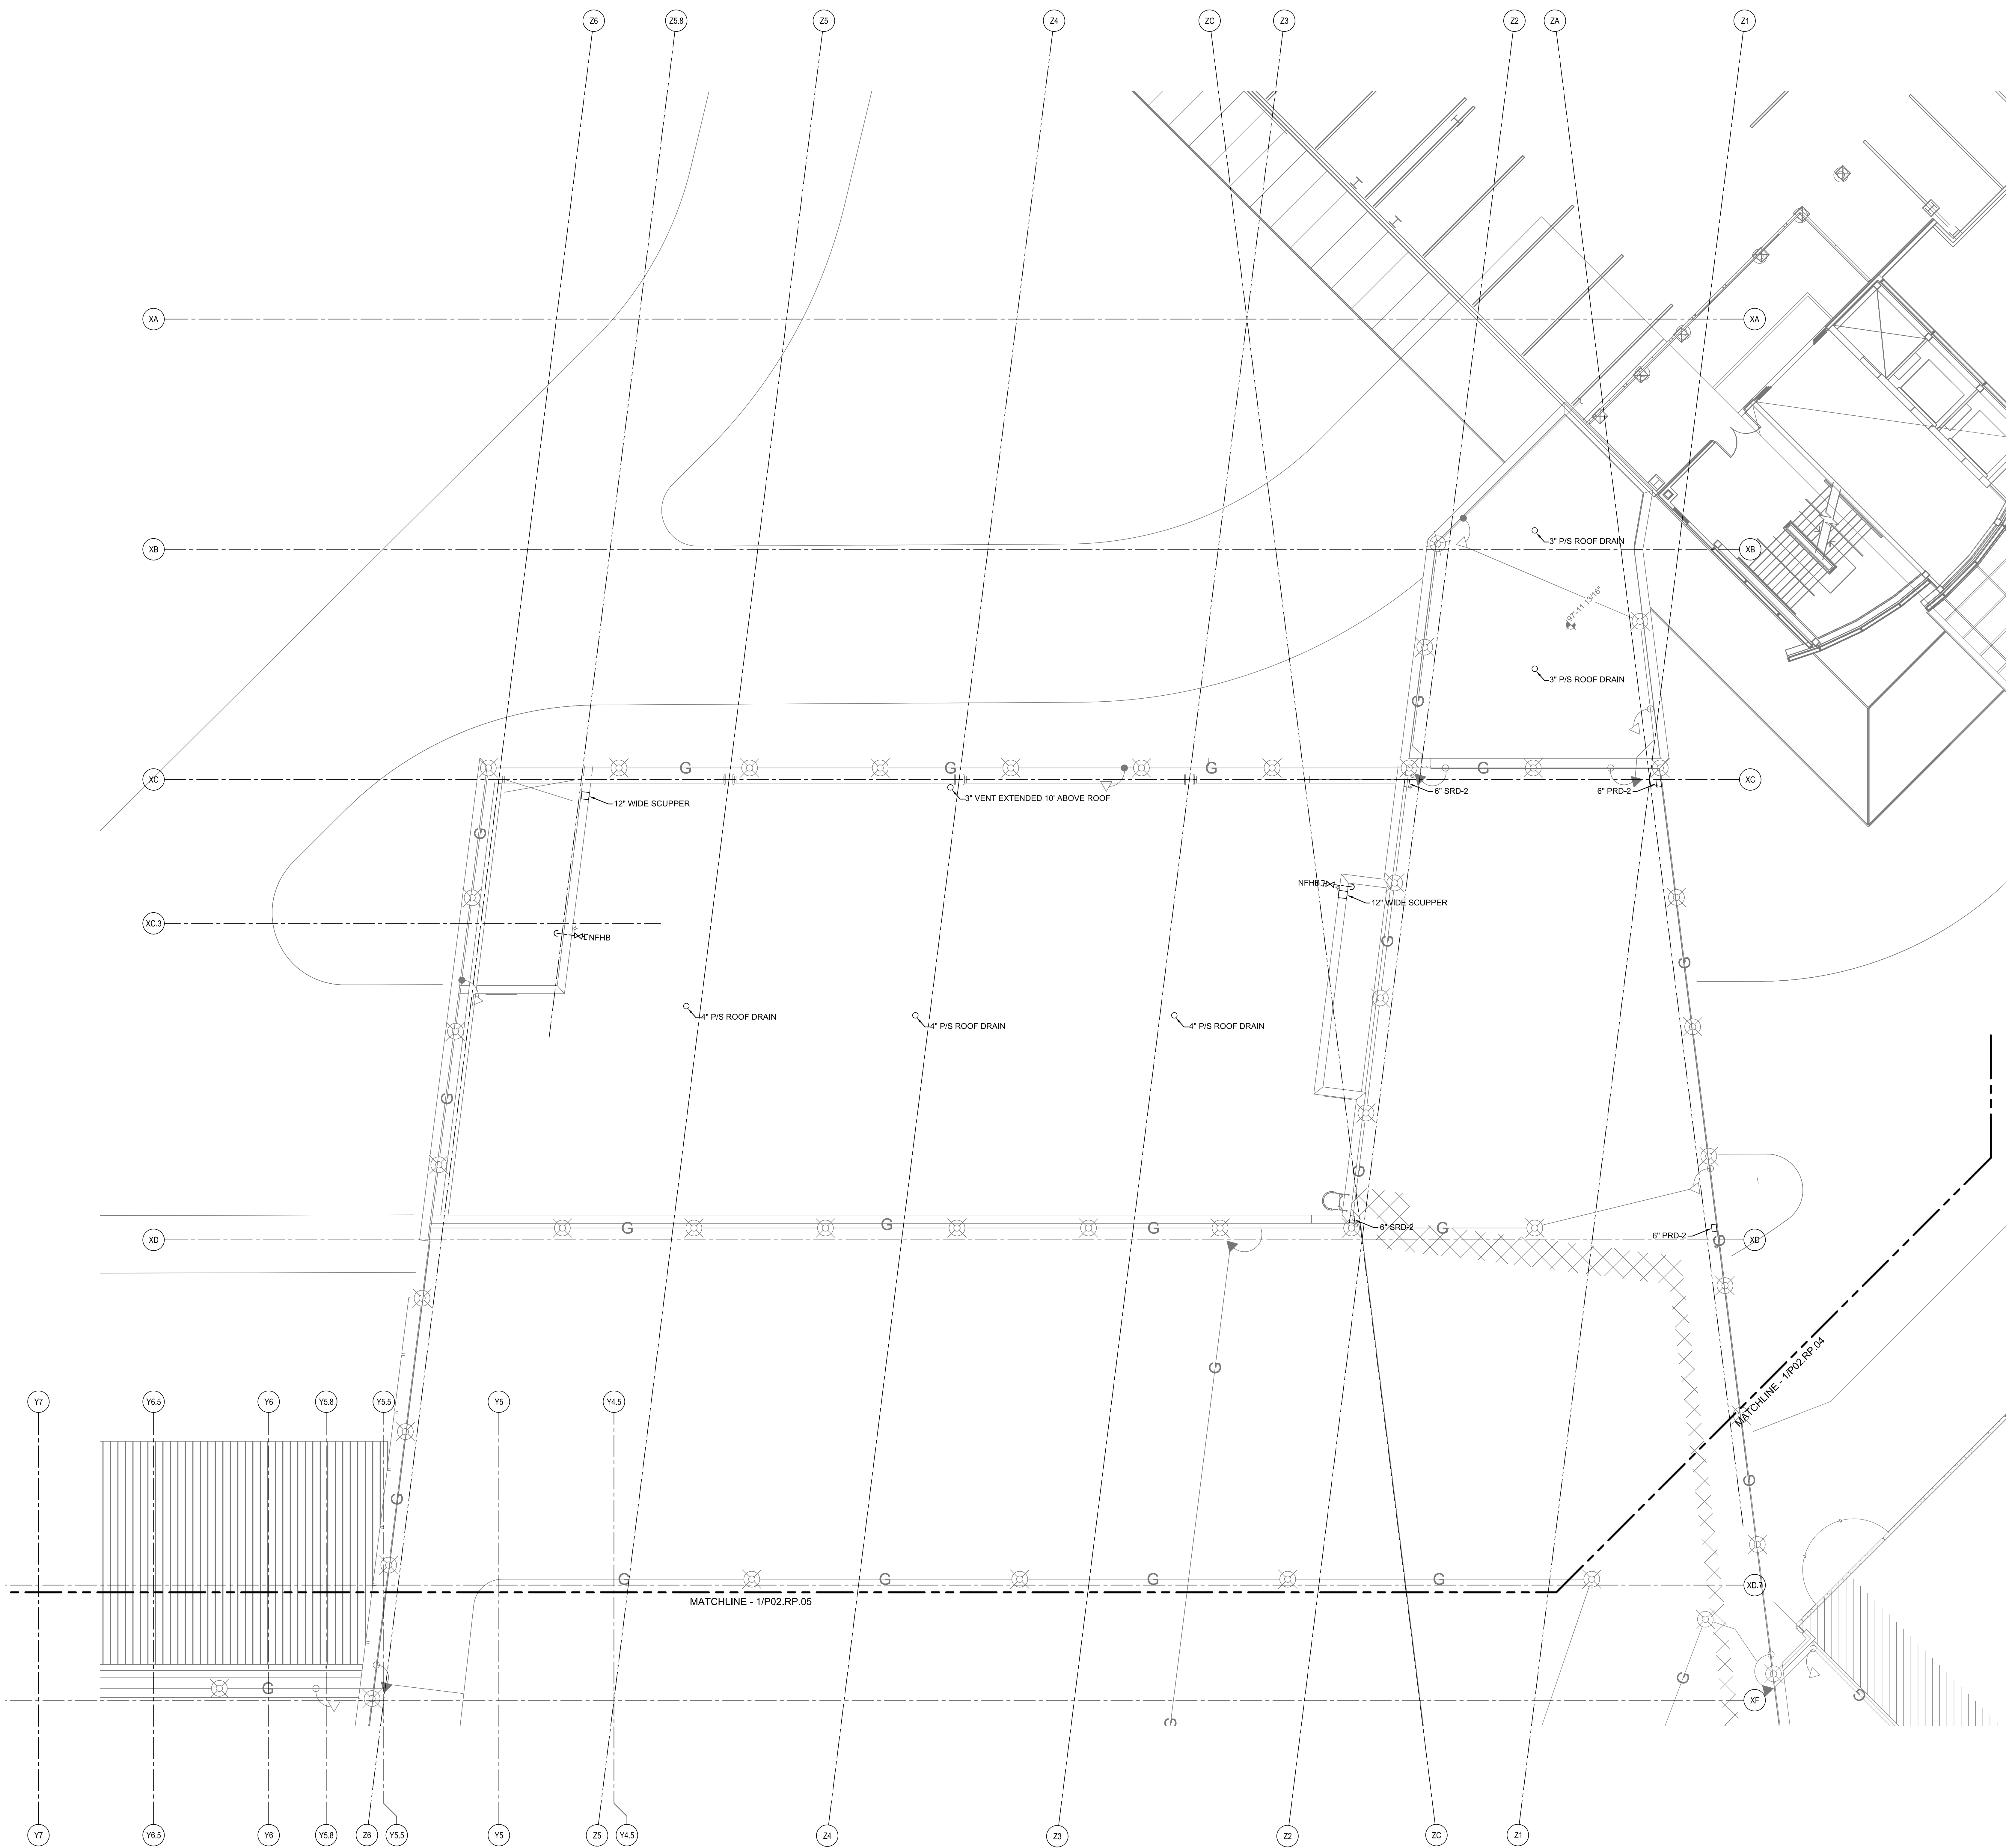 Z6 Z5.8 Z5 Z4 ZC Z3 Z2 ZA Z1
XA XA
XB XB
3" P/S ROOF DRAIN
97'-11 13/16"
3" P/S ROOF DRAIN
G G G G
XC XC
3" VENT EXTENDED 10' ABOVE ROOF
6" SRD-2
6" PRD-2
12" WIDE SCUPPER
G
G
NFHB
12" WIDE SCUPPER
XC.3
NFHB
G
G
4" P/S ROOF DRAIN
4" P/S ROOF DRAIN
4" P/S ROOF DRAIN
G
G
G G G G
6" SRD-2
6" PRD-2
G
XD XD
G
MATCHLINE - 1/P02.RP.04
Y7 Y6.5 Y6 Y5.8 Y5.5 Y5 Y4.5
G
G
G G G G
XD.7
MATCHLINE - 1/P02.RP.05
G
G
G
XF
G
Y7 Y6.5 Y6 Y5.8 Z6 Y5.5 Y5 Z5 Y4.5 Z4 Z3 Z2 ZC Z1